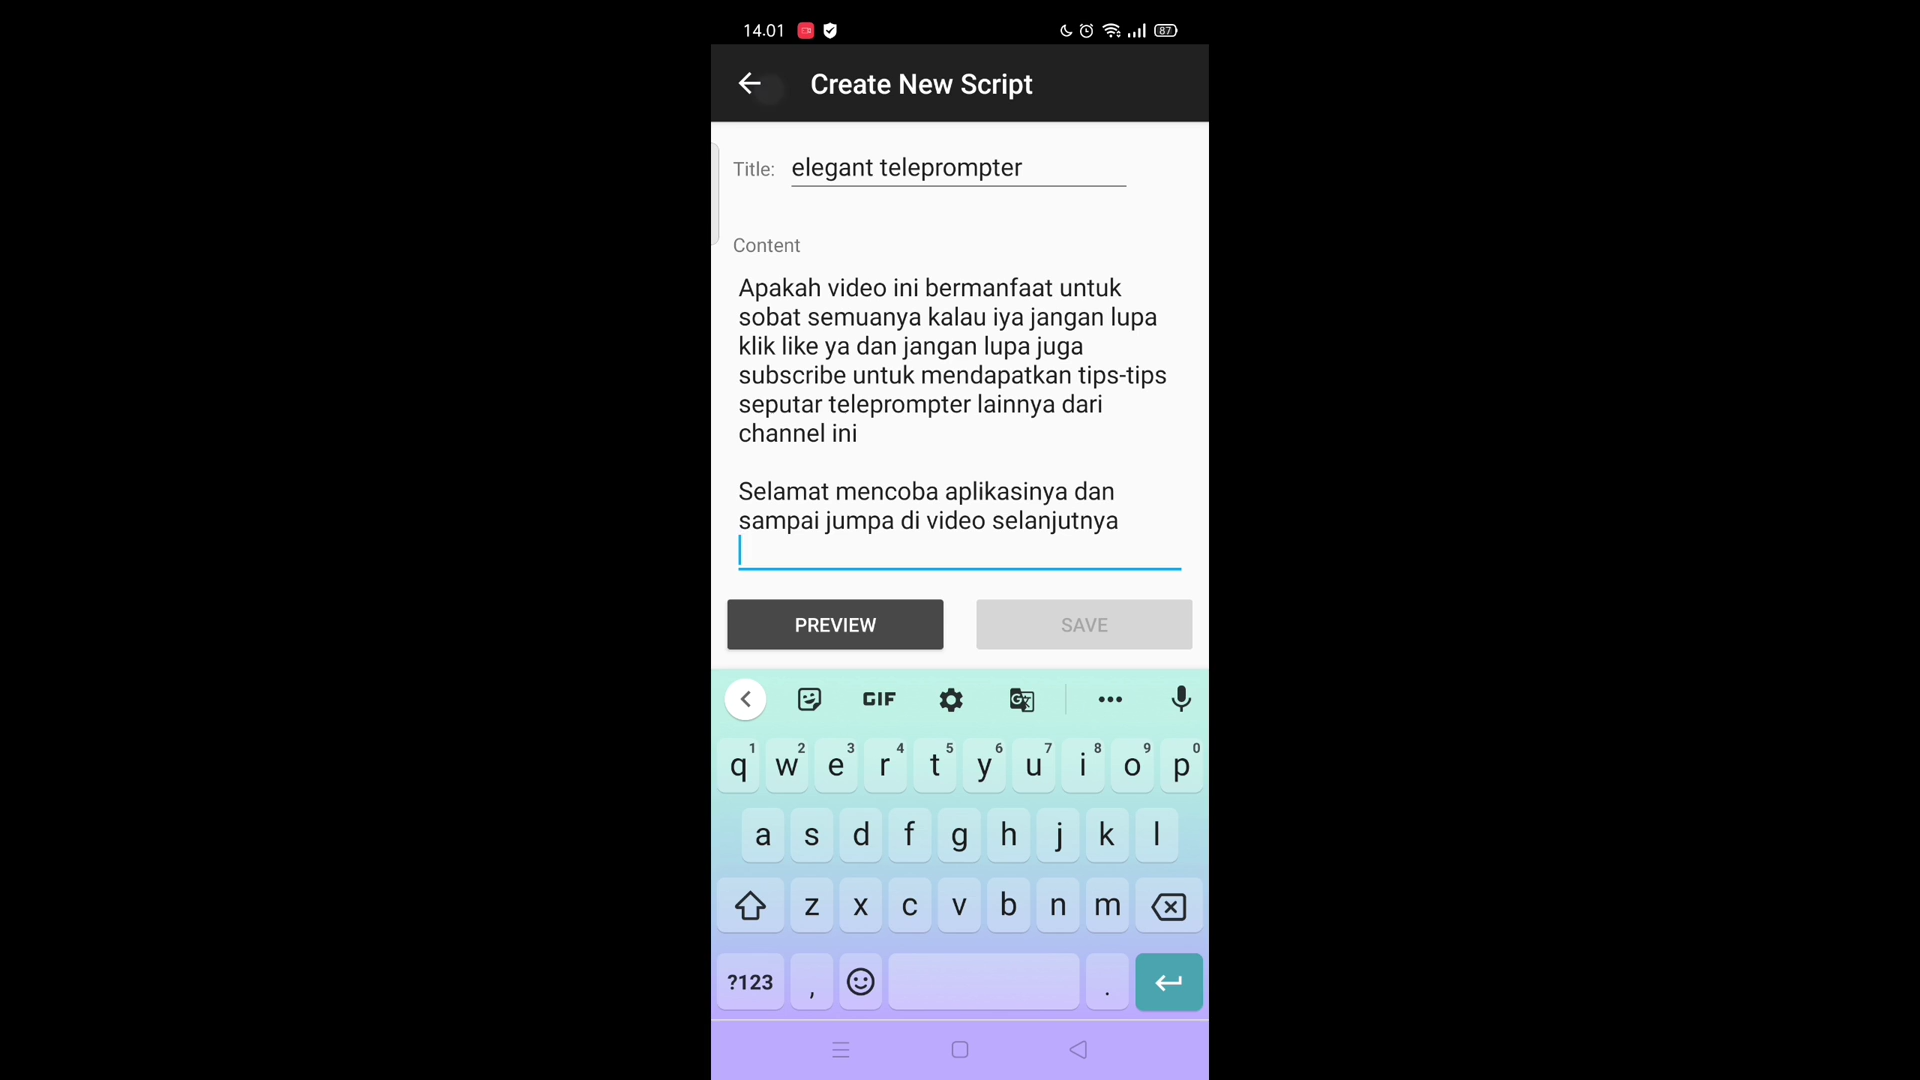 14.01
87
Create New Script
Title: elegant teleprompter
Content
Apakah video ini bermanfaat untuk
sobat semuanya kalau iya jangan lupa
klik like ya dan jangan lupa juga
subscribe untuk mendapatkan tips-tips
seputar teleprompter lainnya dari
channel ini
Selamat mencoba aplikasinya dan
sampai jumpa di video selanjutnya
PREVIEW SAVE
GIF
1 2 3 4 5 6 7 8 9 0
q w e r t y u i o p
a s d f g h j k l
z x c v b n m
?123 , .